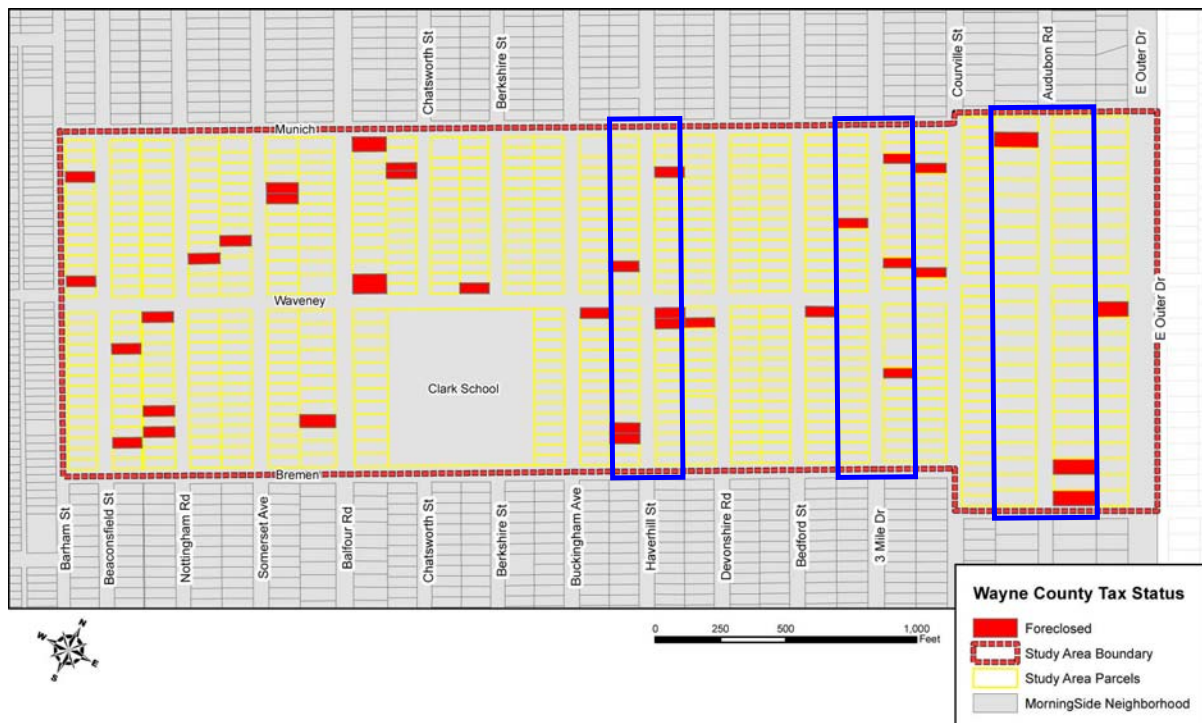 Chatsworth St
Berkshire St
Courville St
Audubon Rd
E Outer Dr
Munich
Waveney
Clark School
E Outer Dr
Bremen
Barham St
Beaconsfield St
Nottingham Rd
Somerset Ave
Balfour Rd
Chatsworth St
Berkshire St
Buckingham Ave
Haverhill St
Devonshire Rd
Bedford St
3 Mile Dr
N
W
E
S
0 250 500 1,000
Feet
Wayne County Tax Status
Foreclosed
Study Area Boundary
Study Area Parcels
MorningSide Neighborhood